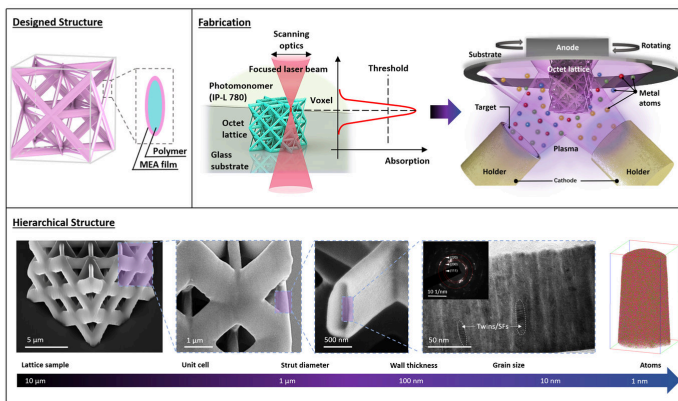 Designed Structure
Polymer
MEA film
Fabrication
Scanning
optics
Focused laser beam
Threshold
Photomonomer
(IP-L 780)
Voxel
Octet
lattice
Glass
substrate
Absorption
Substrate
Anode
Rotating
Octet lattice
Metal
atoms
Target
Plasma
Holder
Holder
Cathode
Hierarchical Structure
5 µm
1 µm
500 nm
10 1/nm
Twins/SFs
50 nm
Lattice sample
Unit cell
Strut diameter
Wall thickness
Grain size
Atoms
10 µm
1 µm
100 nm
10 nm
1 nm